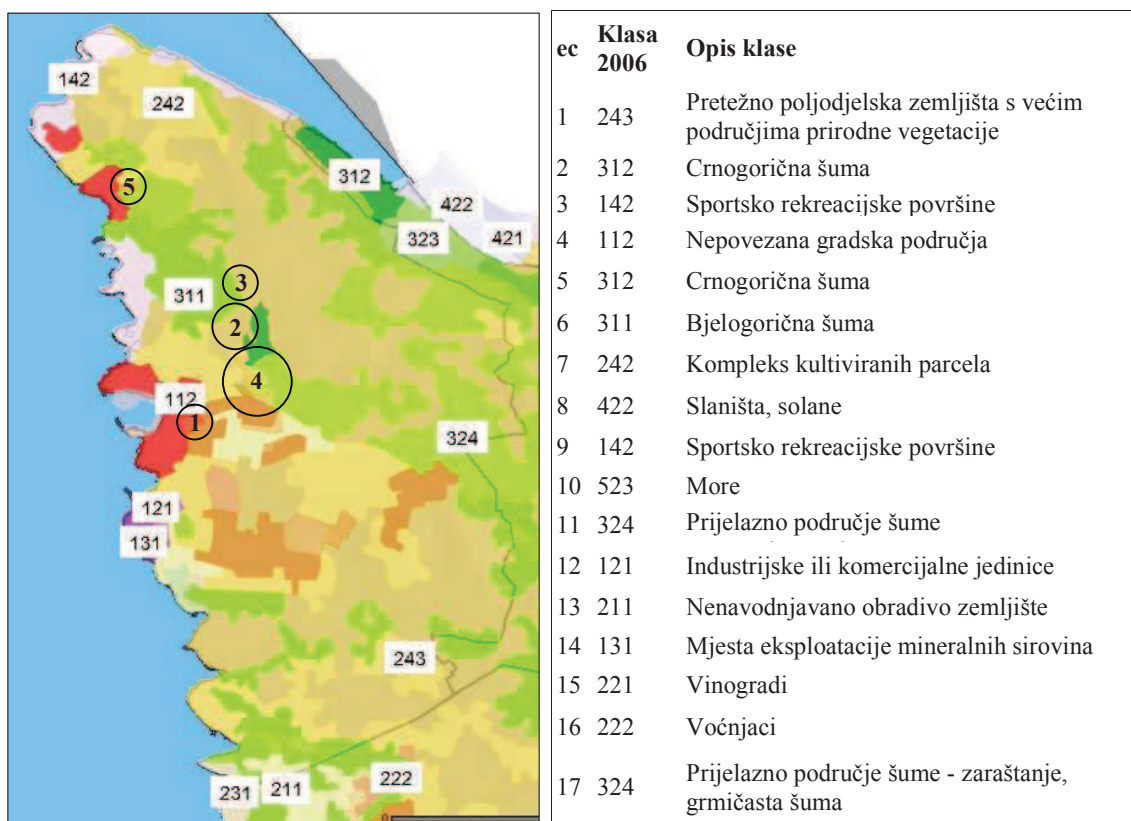 142
242
5
312
422
323
421
3
311
2
4
112
1
324
121
131
243
222
231 211
0
ec Klasa 2006 Opis klase
1 243 Pretežno poljodjelska zemljišta s većim
područjima prirodne vegetacije
2 312 Crnogorična šuma
3 142 Sportsko rekreacijske površine
4 112 Nepovezana gradska područja
5 312 Crnogorična šuma
6 311 Bjelogorična šuma
7 242 Kompleks kultiviranih parcela
8 422 Slaništa, solane
9 142 Sportsko rekreacijske površine
10 523 More
11 324 Prijelazno područje šume
12 121 Industrijske ili komercijalne jedinice
13 211 Nenavodnjavano obradivo zemljište
14 131 Mjesta eksploatacije mineralnih sirovina
15 221 Vinogradi
16 222 Voćnjaci
17 324 Prijelazno područje šume - zaraštanje,
grmičasta šuma